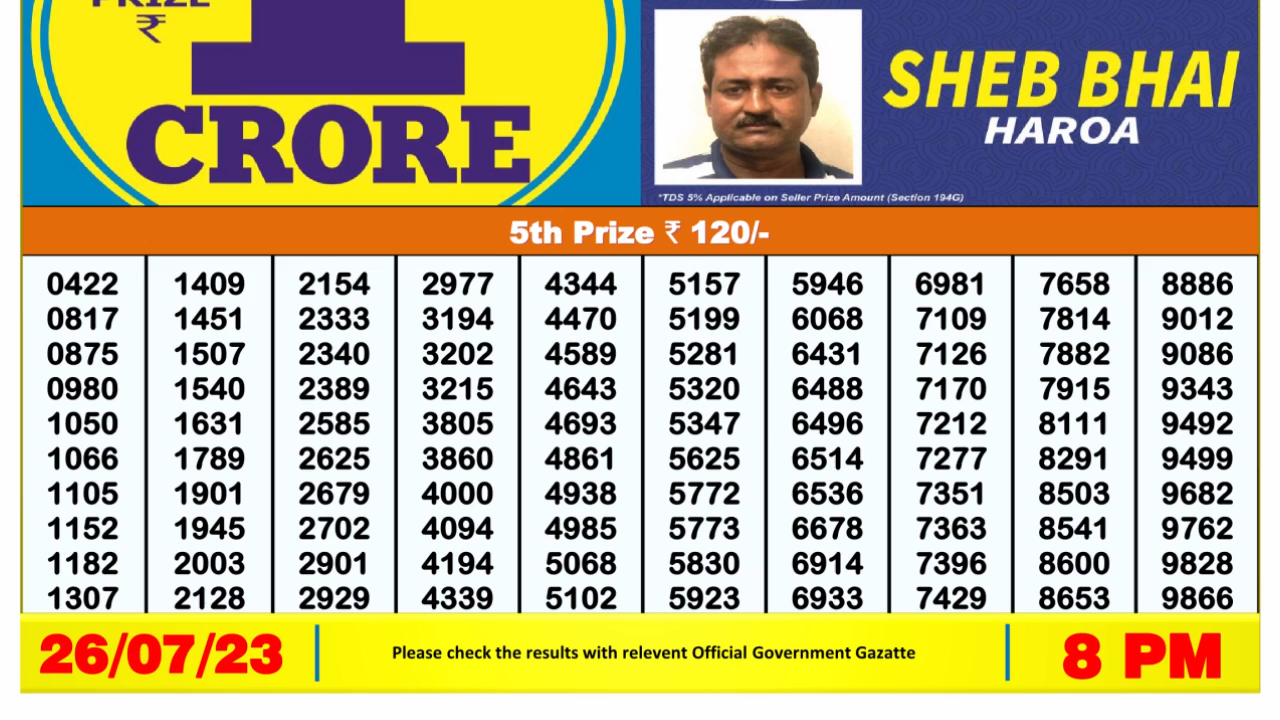 PRIZE
₹
1
CRORE
SHEB BHAI
HAROA
*TDS 5% Applicable on Seller Prize Amount (Section 194G)
5th Prize ₹ 120/-
0422 1409 2154 2977 4344 5157 5946 6981 7658 8886
0817 1451 2333 3194 4470 5199 6068 7109 7814 9012
0875 1507 2340 3202 4589 5281 6431 7126 7882 9086
0980 1540 2389 3215 4643 5320 6488 7170 7915 9343
1050 1631 2585 3805 4693 5347 6496 7212 8111 9492
1066 1789 2625 3860 4861 5625 6514 7277 8291 9499
1105 1901 2679 4000 4938 5772 6536 7351 8503 9682
1152 1945 2702 4094 4985 5773 6678 7363 8541 9762
1182 2003 2901 4194 5068 5830 6914 7396 8600 9828
1307 2128 2929 4339 5102 5923 6933 7429 8653 9866
26/07/23 Please check the results with relevent Official Government Gazatte 8 PM